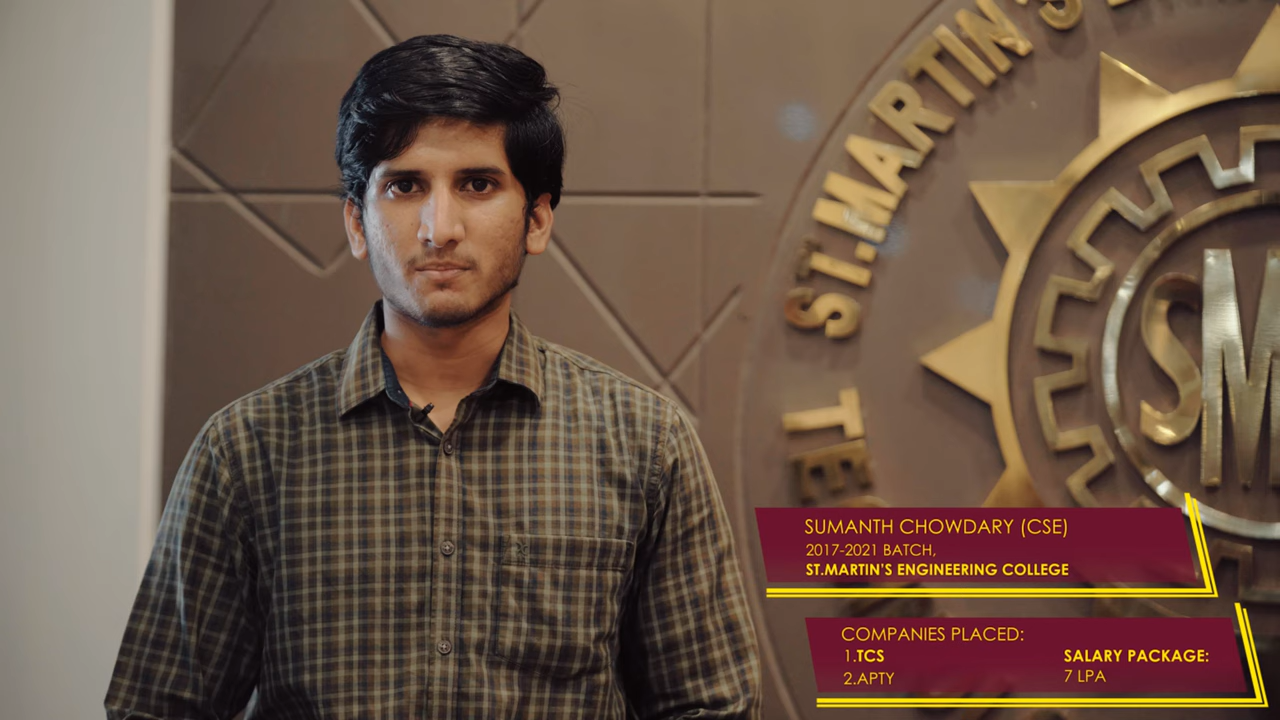 ST.MARTIN'S
TE
SM
SUMANTH CHOWDARY (CSE)
2017-2021 BATCH,
ST.MARTIN'S ENGINEERING COLLEGE
COMPANIES PLACED:
1.TCS
SALARY PACKAGE:
2.APTY
7 LPA